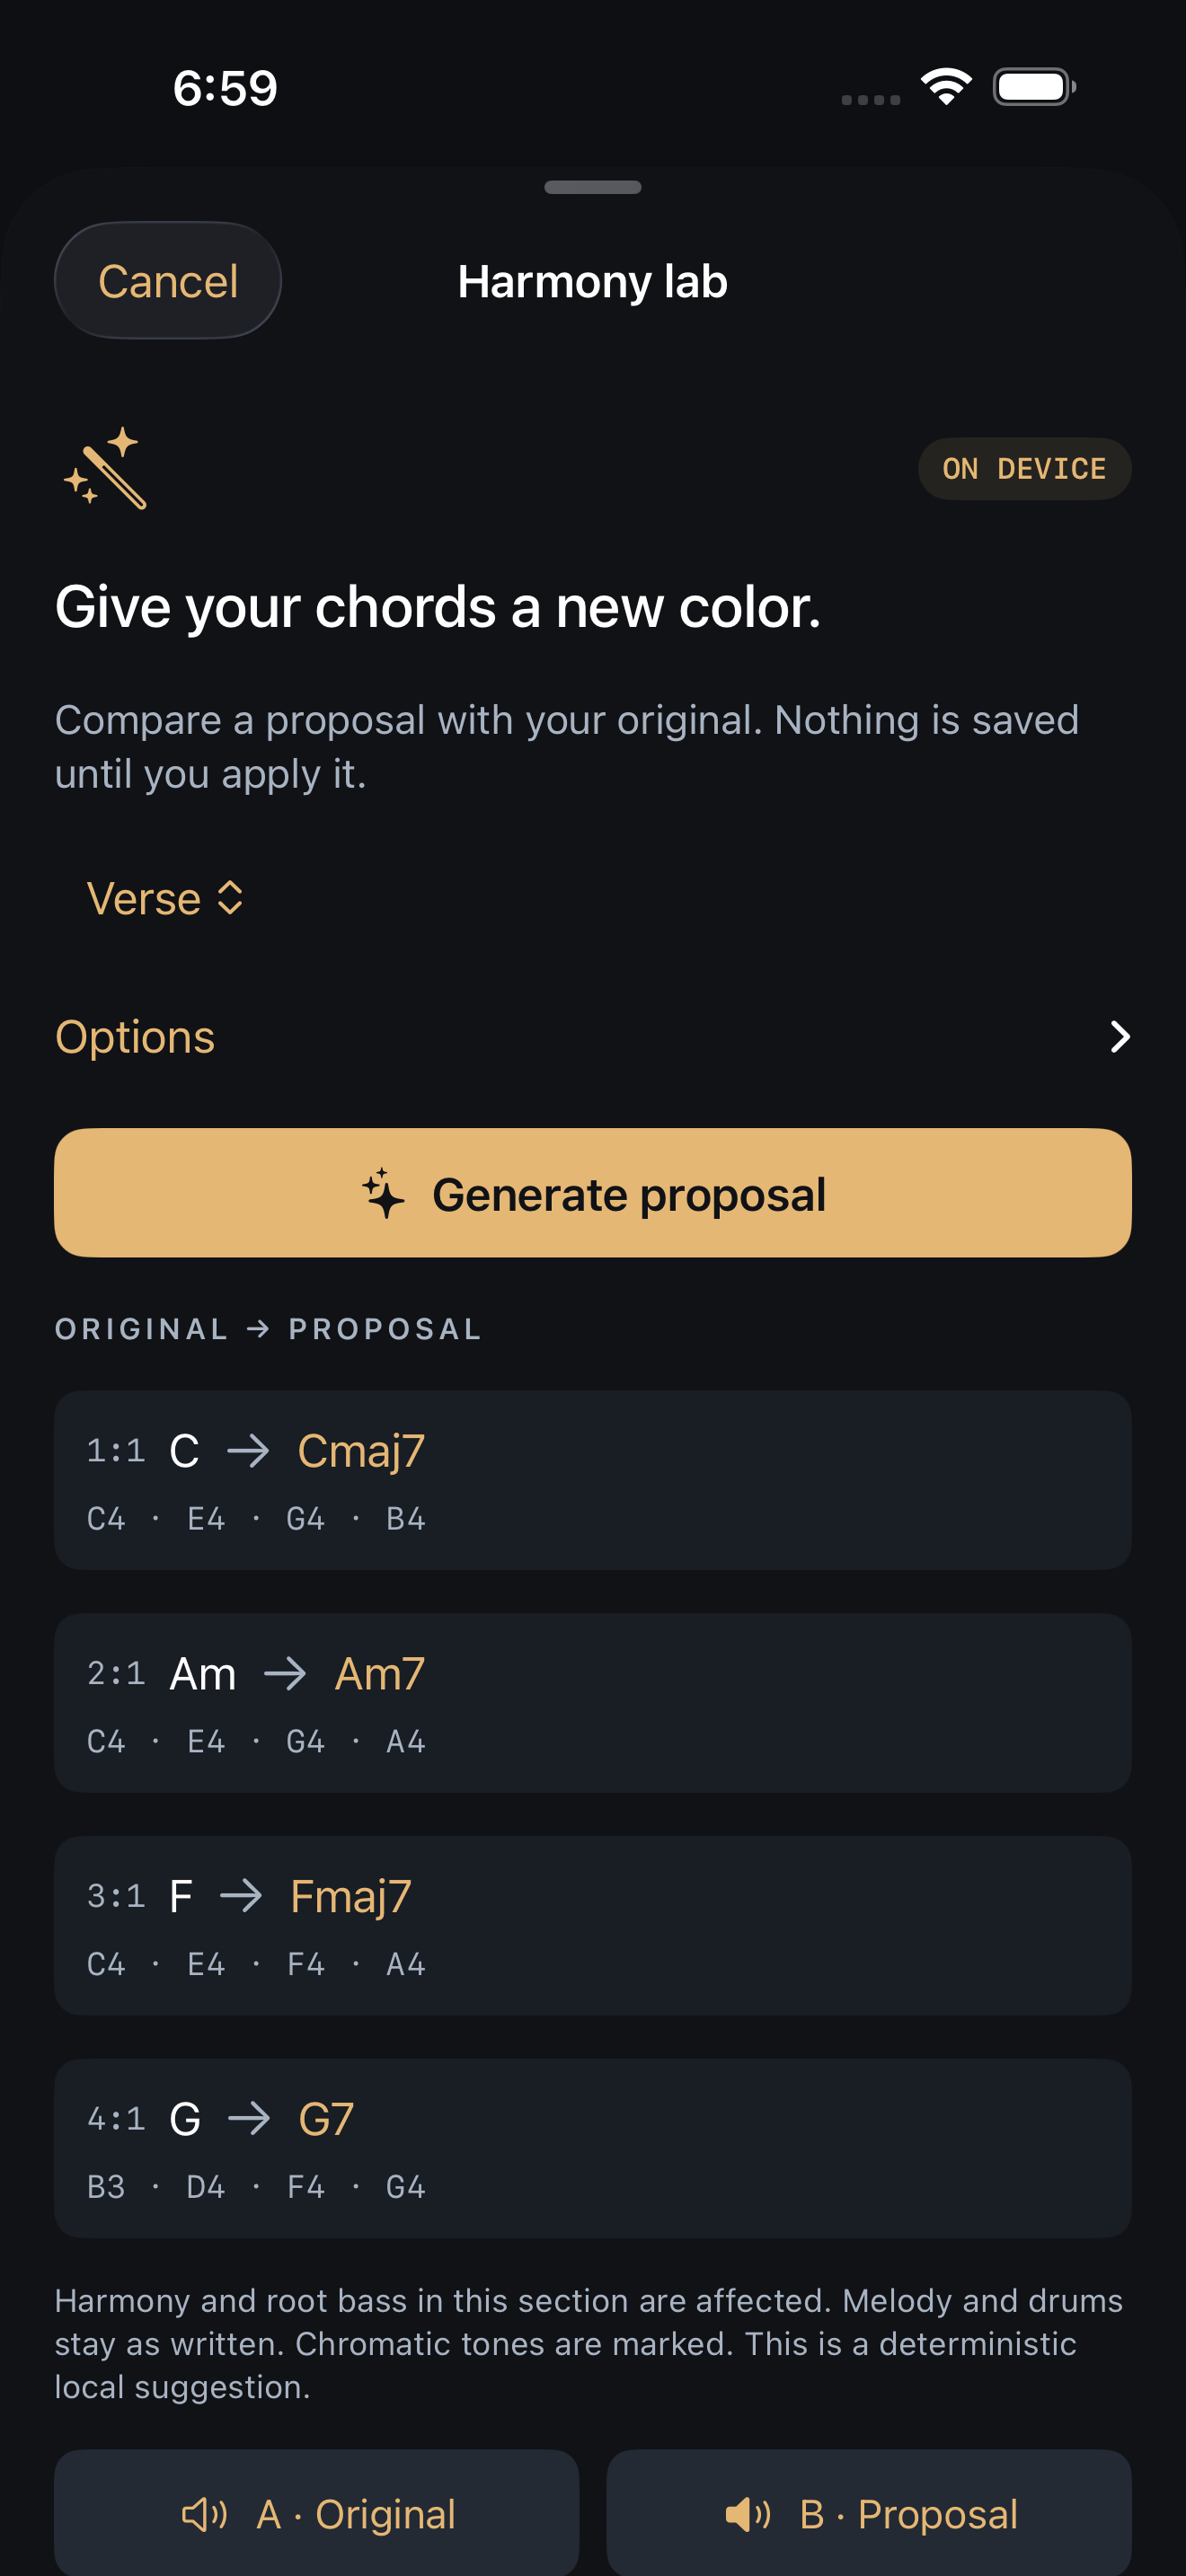 6:59
Cancel
Harmony lab
ON DEVICE
Give your chords a new color.
Compare a proposal with your original. Nothing is saved
until you apply it.
Verse
Options
Generate proposal
ORIGINAL → PROPOSAL
1:1 C → Cmaj7
C4 · E4 · G4 · B4
2:1 Am → Am7
C4 · E4 · G4 · A4
3:1 F → Fmaj7
C4 · E4 · F4 · A4
4:1 G → G7
B3 · D4 · F4 · G4
Harmony and root bass in this section are affected. Melody and drums
stay as written. Chromatic tones are marked. This is a deterministic
local suggestion.
A · Original
B · Proposal